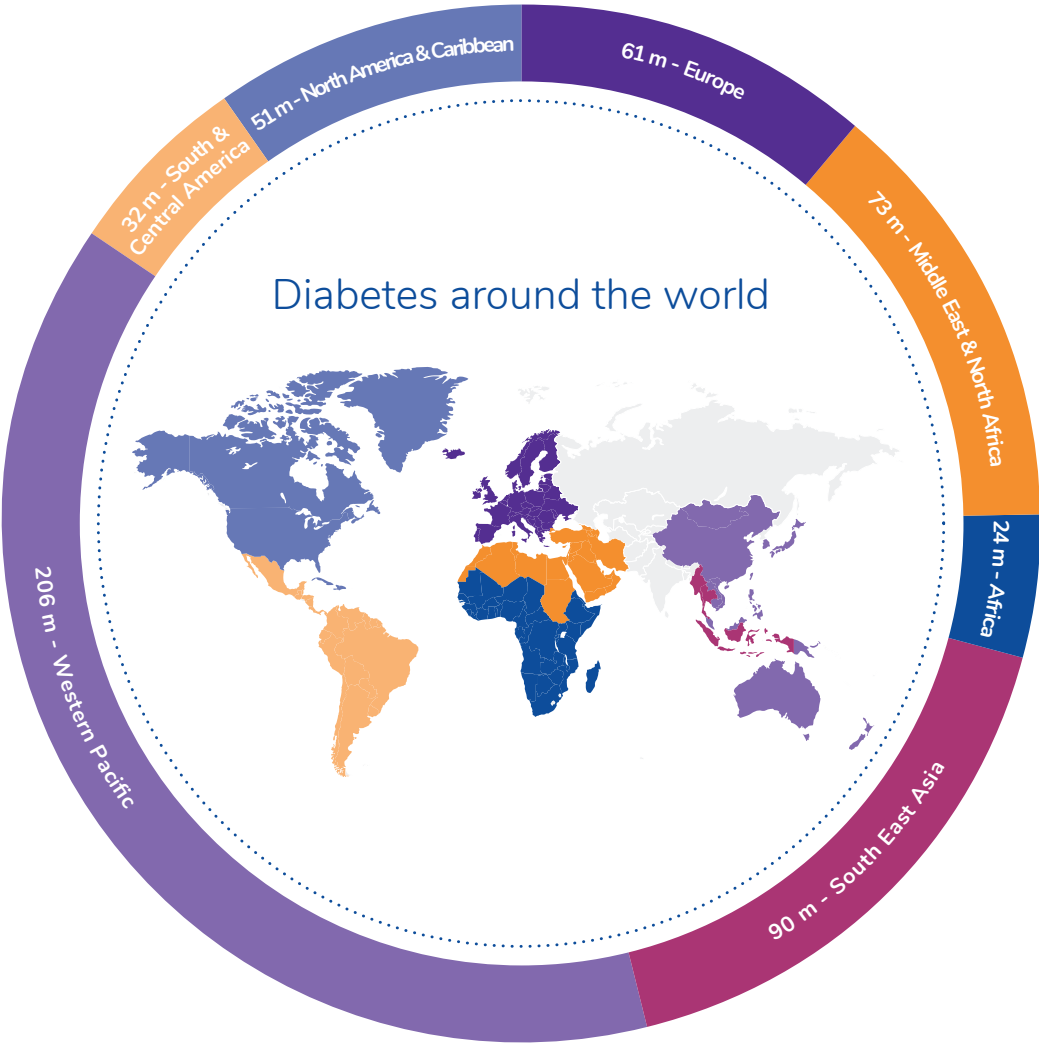 51 m - North America & Caribbean
61 m - Europe
32 m - South &
Central America
73 m - Middle East & North Africa
Diabetes around the world
24 m - Africa
206 m - Western Pacific
90 m - South East Asia